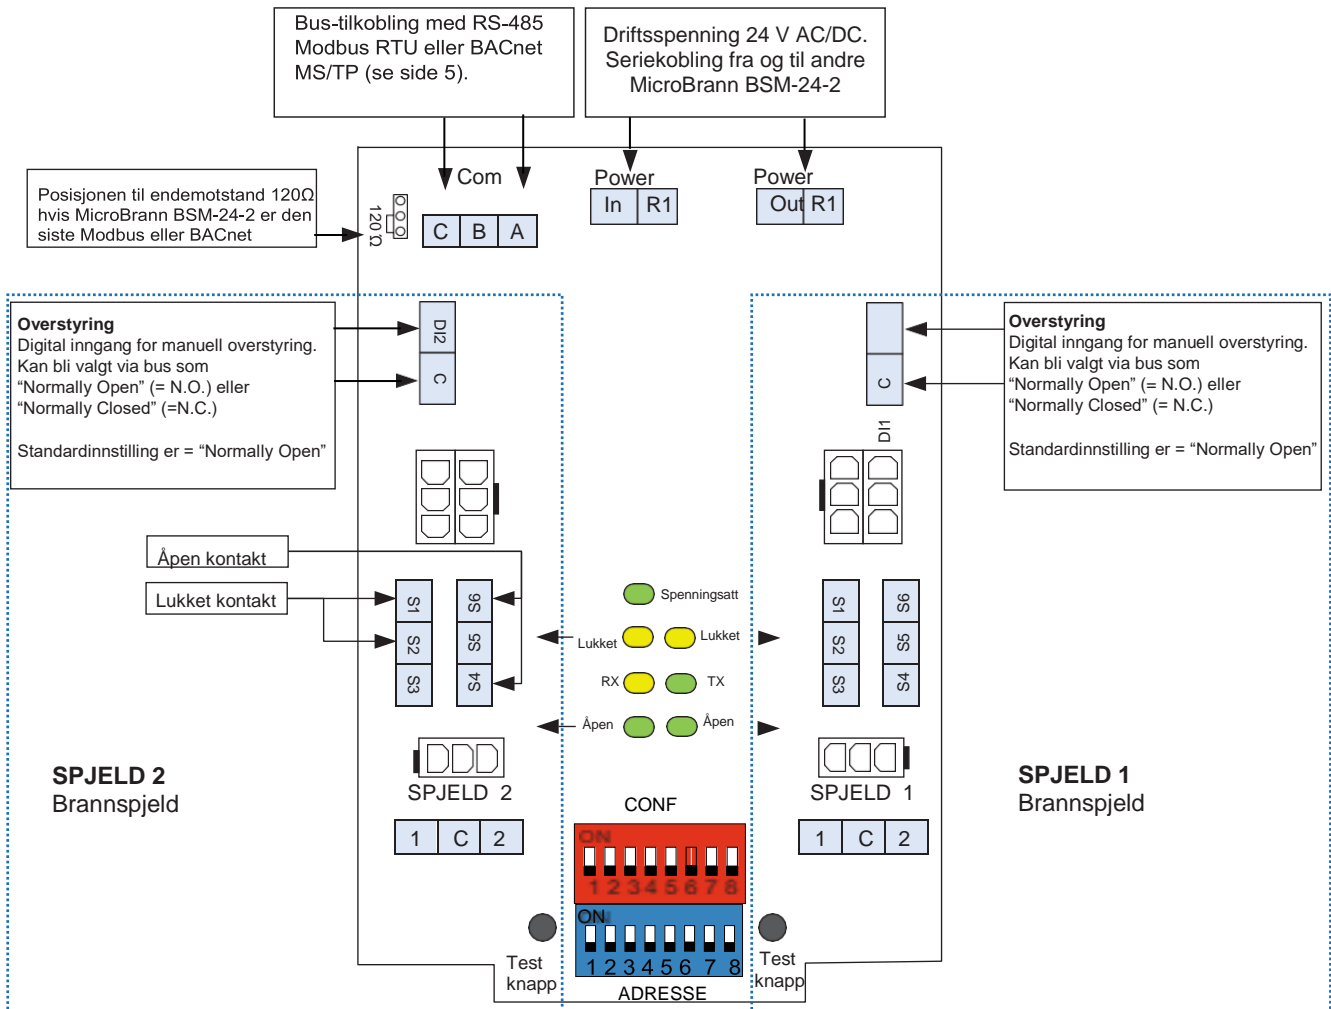 Bus-tilkobling med RS-485
Modbus RTU eller BACnet
MS/TP (se side 5).
Driftsspenning 24 V AC/DC.
Seriekobling fra og til andre
MicroBrann BSM-24-2
Posisjonen til endemotstand 120Ω
hvis MicroBrann BSM-24-2 er den
siste Modbus eller BACnet
120 Ω
Com
C B A
Power
In R1
Power
Out R1
Overstyring
Digital inngang for manuell overstyring.
Kan bli valgt via bus som
“Normally Open” (= N.O.) eller
“Normally Closed” (=N.C.)
Standardinnstilling er = “Normally Open”
DI2
C
C
DI1
Overstyring
Digital inngang for manuell overstyring.
Kan bli valgt via bus som
“Normally Open” (= N.O.) eller
“Normally Closed” (= N.C.)
Standardinnstilling er = “Normally Open”
Åpen kontakt
Lukket kontakt
S1 S6
S2 S5
S3 S4
Spenningsatt
Lukket Lukket
RX TX
Åpen Åpen
S1 S6
S2 S5
S3 S4
SPJELD 2
Brannspjeld
SPJELD 2
1 C 2
SPJELD 1
1 C 2
SPJELD 1
Brannspjeld
CONF
ON
1 2 3 4 5 6 7 8
ON
1 2 3 4 5 6 7 8
ADRESSE
Test
knapp
Test
knapp